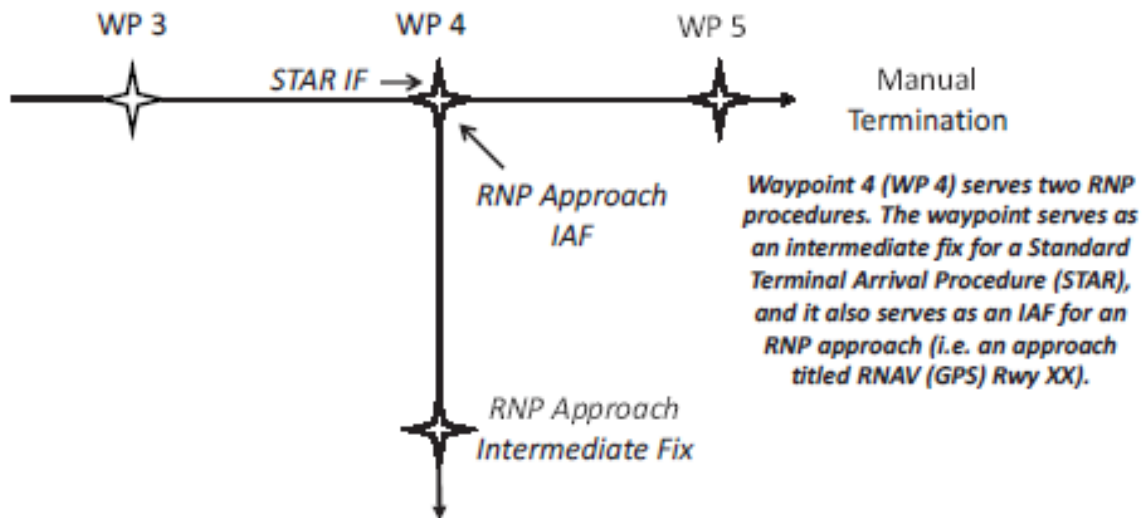 WP 3
WP 4
WP 5
STAR IF
Manual
Termination
RNP Approach
IAF
Waypoint 4 (WP 4) serves two RNP
procedures. The waypoint serves as
an intermediate fix for a Standard
Terminal Arrival Procedure (STAR),
and it also serves as an IAF for an
RNP approach (i.e. an approach
titled RNAV (GPS) Rwy XX).
RNP Approach
Intermediate Fix